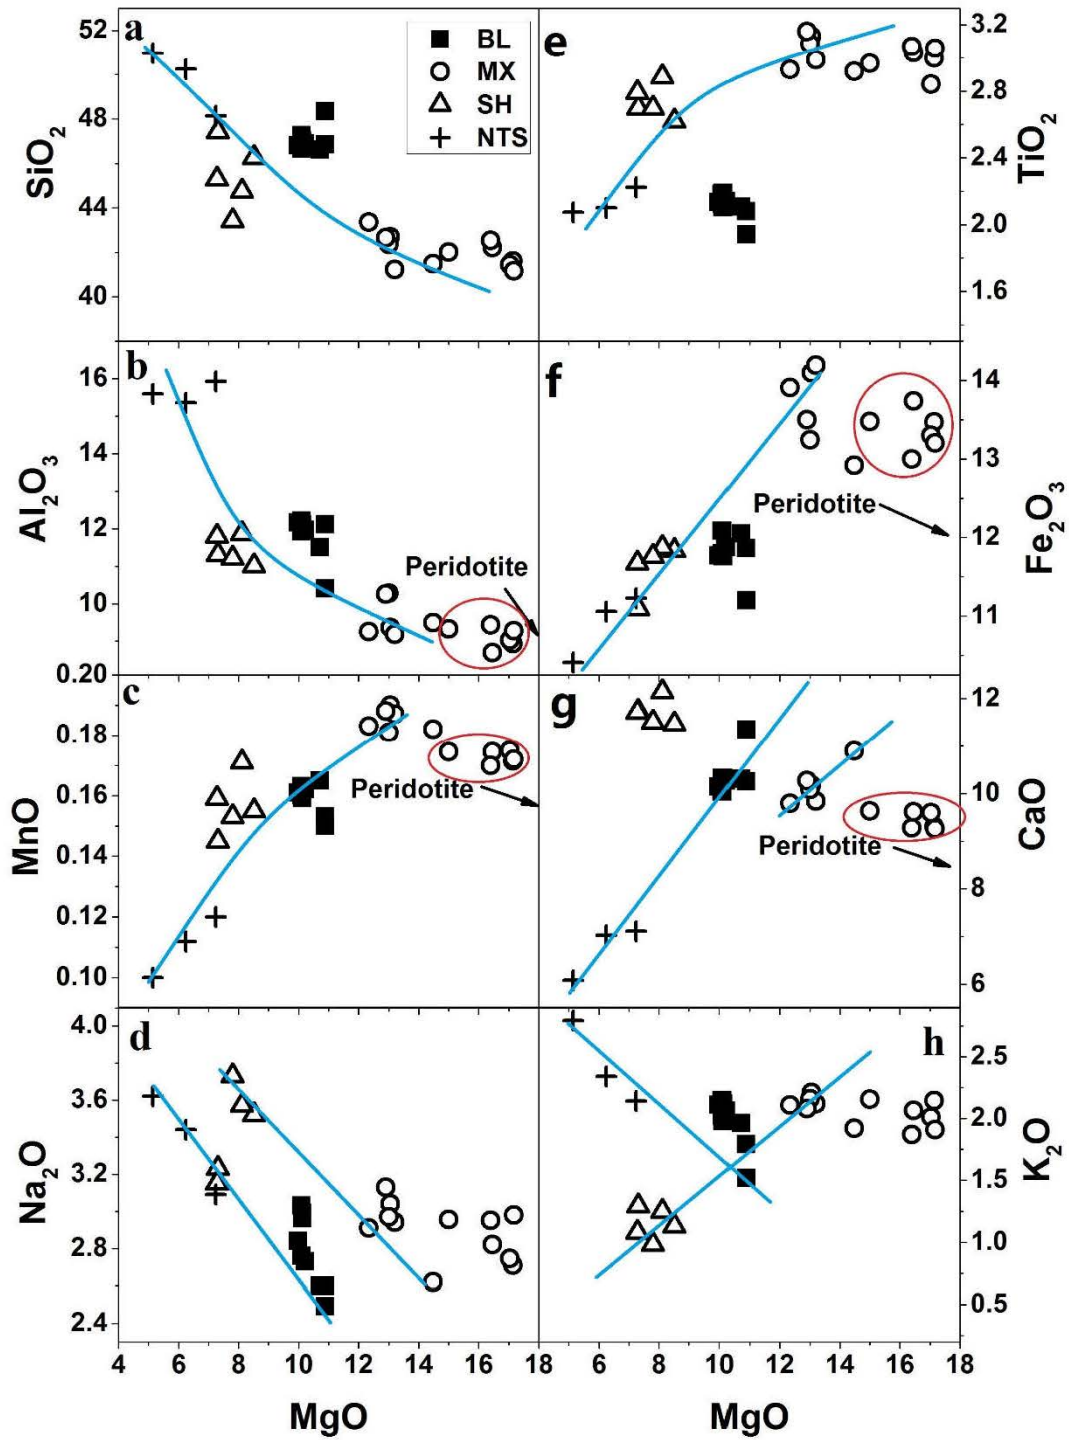 a
SiO2
52
48
44
40
BL
MX
SH
NTS
e
TiO2
3.2
2.8
2.4
2.0
1.6
b
Al2O3
16
14
12
10
Peridotite
f
Fe2O3
14
13
12
11
Peridotite
c
MnO
0.20
0.18
0.16
0.14
0.12
0.10
Peridotite
g
CaO
12
10
8
6
Peridotite
d
Na2O
4.0
3.6
3.2
2.8
2.4
4 6 8 10 12 14 16 18
MgO
h
K2O
2.5
2.0
1.5
1.0
0.5
6 8 10 12 14 16 18
MgO